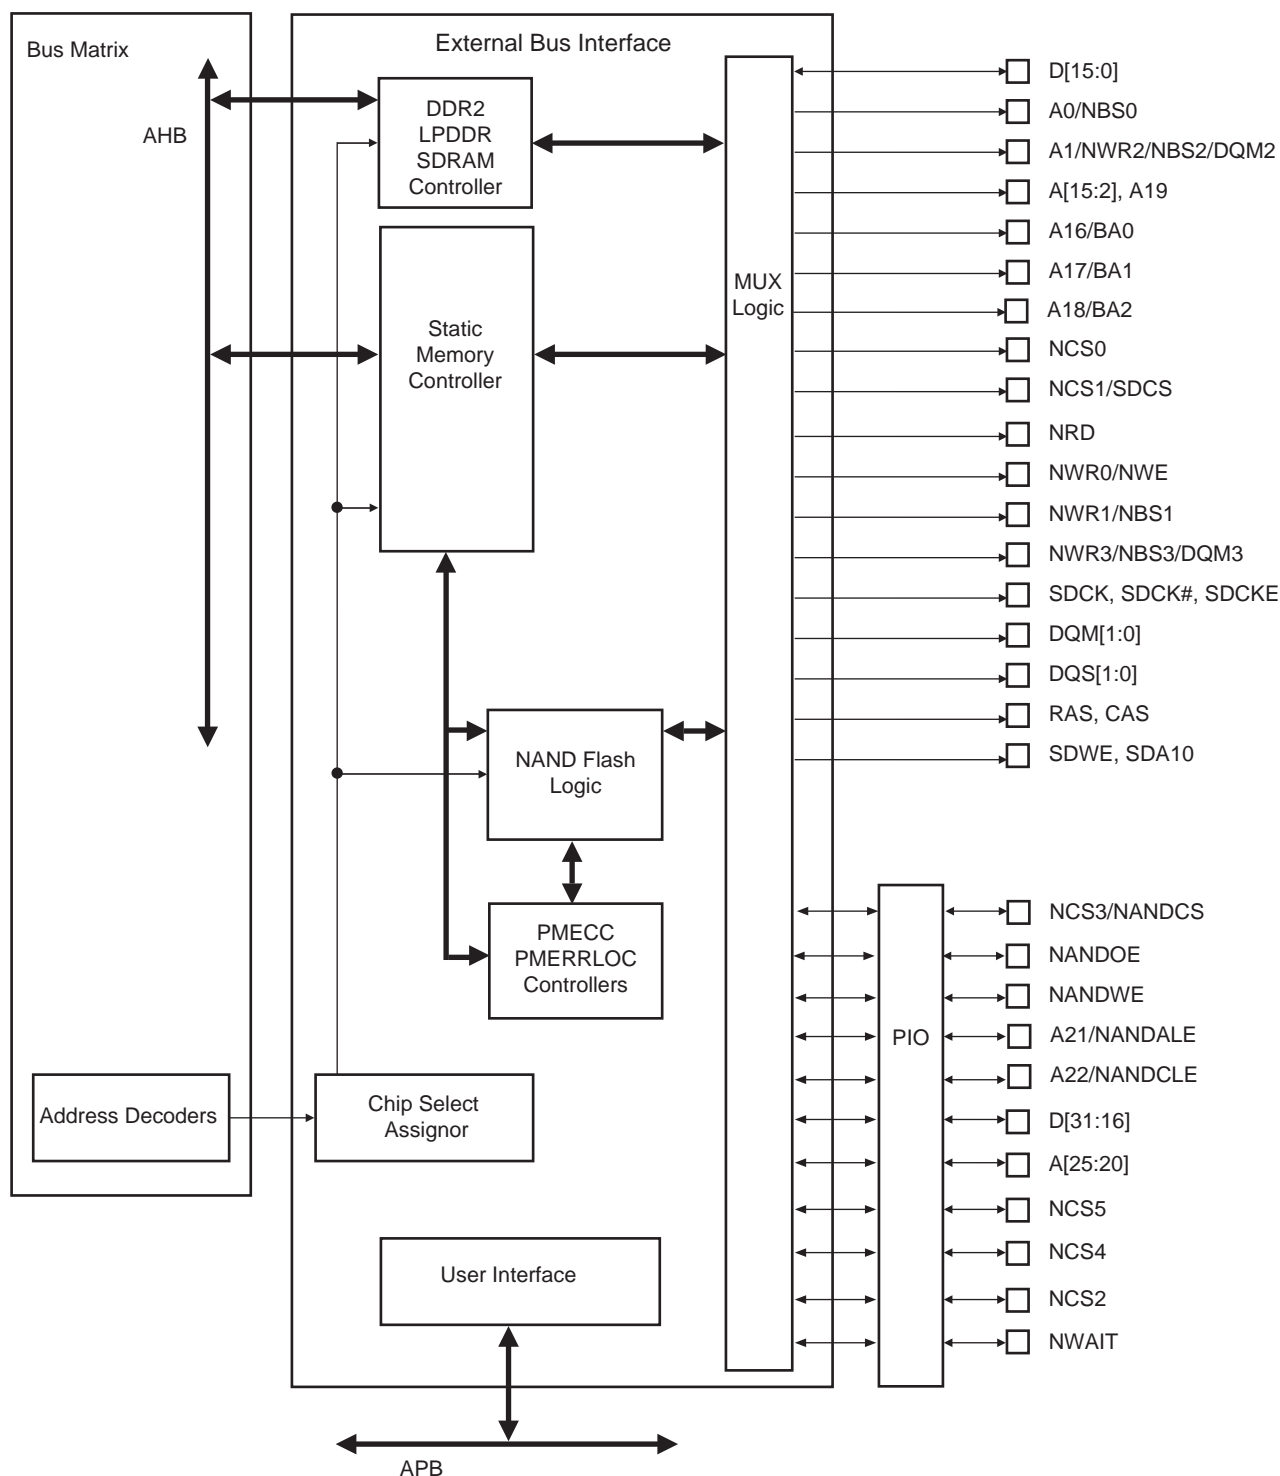 Bus Matrix
External Bus Interface
AHB
DDR2
LPDDR
SDRAM
Controller
Static
Memory
Controller
MUX
Logic
NAND Flash
Logic
PMECC
PMERRLOC
Controllers
Address Decoders
Chip Select
Assignor
User Interface
APB
PIO
D[15:0]
A0/NBS0
A1/NWR2/NBS2/DQM2
A[15:2], A19
A16/BA0
A17/BA1
A18/BA2
NCS0
NCS1/SDCS
NRD
NWR0/NWE
NWR1/NBS1
NWR3/NBS3/DQM3
SDCK, SDCK#, SDCKE
DQM[1:0]
DQS[1:0]
RAS, CAS
SDWE, SDA10
NCS3/NANDCS
NANDOE
NANDWE
A21/NANDALE
A22/NANDCLE
D[31:16]
A[25:20]
NCS5
NCS4
NCS2
NWAIT